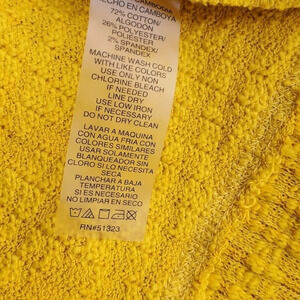 HECHO EN CAMBOYA
72% COTTON/
ALGODÓN
26% POLYESTER/
POLIESTER
2% SPANDEX/
SPANDEX
MACHINE WASH COLD
WITH LIKE COLORS
USE ONLY NON
CHLORINE BLEACH
IF NEEDED
LINE DRY
USE LOW IRON
IF NECESSARY
DO NOT DRY CLEAN
LAVAR A MAQUINA
CON AGUA FRIA CON
COLORES SIMILARES
USAR SOLAMENTE
BLANQUEADOR SIN
CLORO SI LO NECESITA
SECA
PLANCHAR A BAJA
TEMPERATURA
SI ES NECESARIO
NO LIMPIAR EN SECO
RN#51323